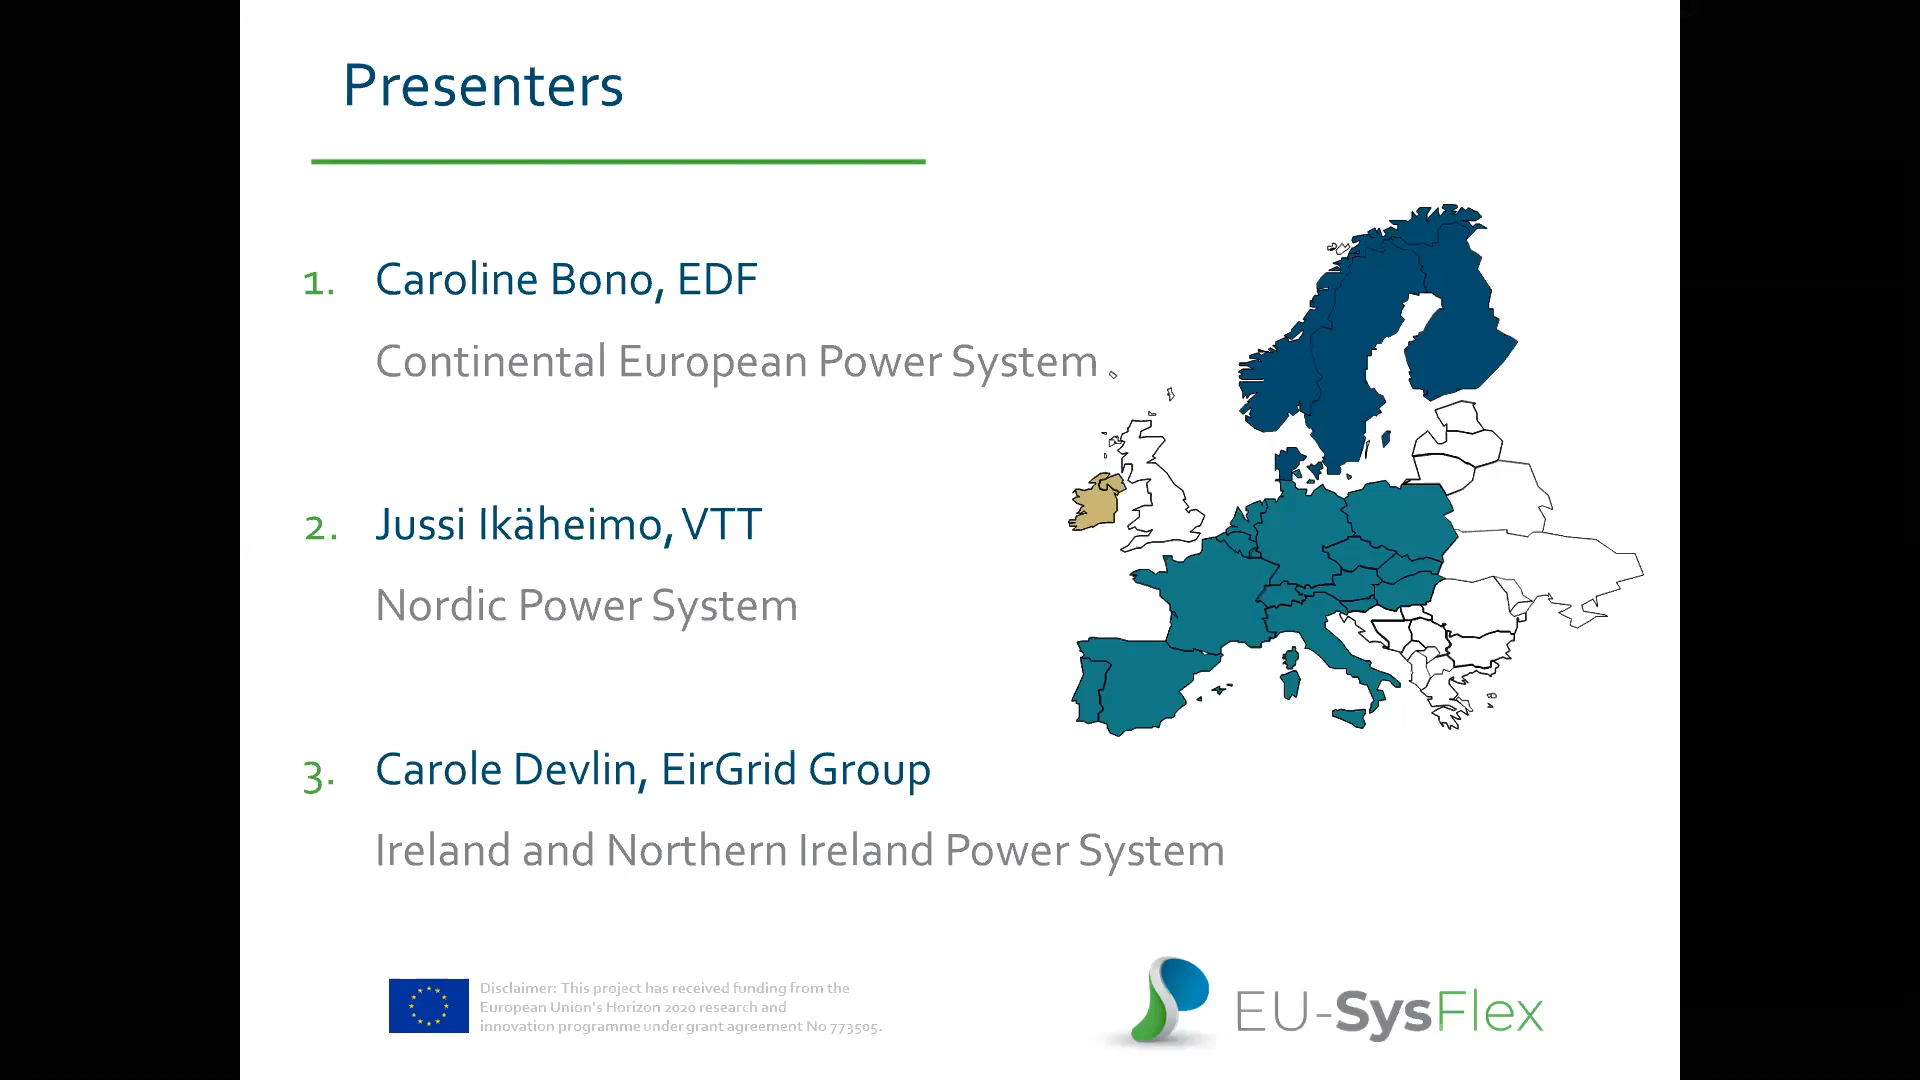 Presenters
1. Caroline Bono, EDF
Continental European Power System
2. Jussi Ikäheimo, VTT
Nordic Power System
3. Carole Devlin, EirGrid Group
Ireland and Northern Ireland Power System
Disclaimer: This project has received funding from the
European Union's Horizon 2020 research and
innovation programme under grant agreement No 773505.
EU-SysFlex